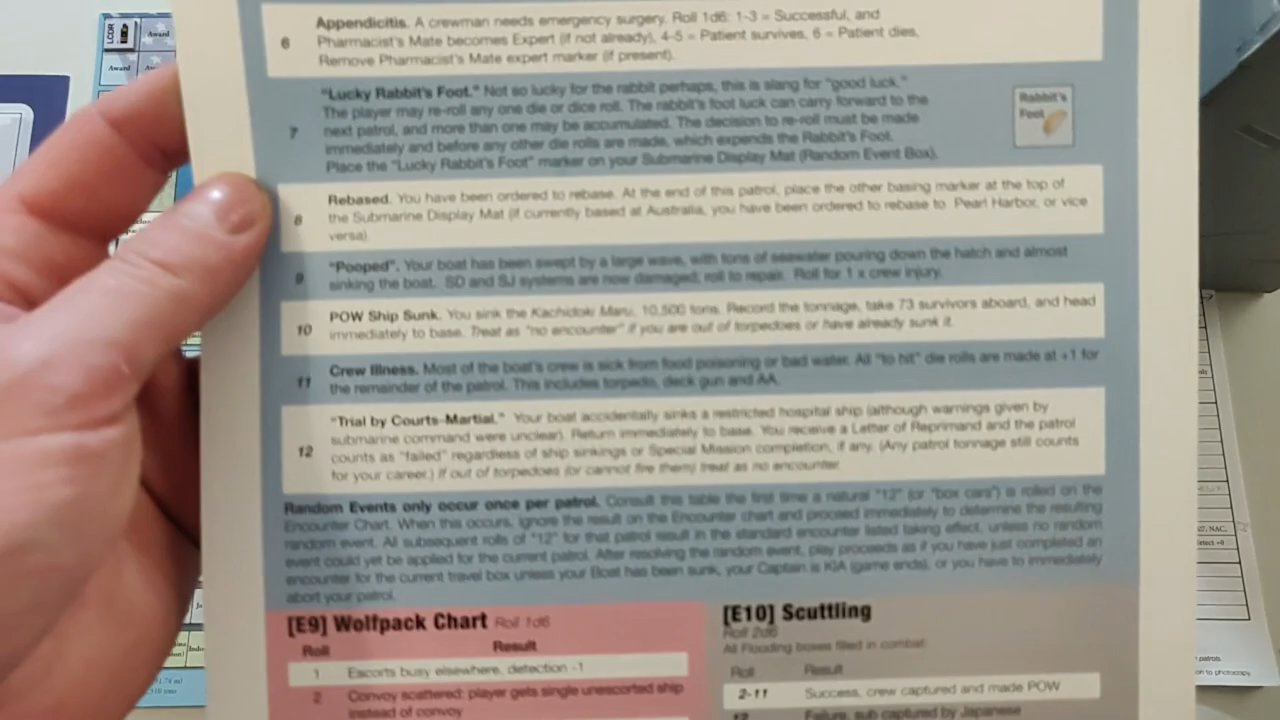 LCDR
Award
Award
6 Appendicitis. A crewman needs emergency surgery. Roll 1d6: 1-3 = Successful, and
Pharmacist's Mate becomes Expert (if not already), 4-5 = Patient survives, 6 = Patient dies,
Remove Pharmacist's Mate expert marker (if present).
7 "Lucky Rabbit's Foot." Not so lucky for the rabbit perhaps, this is slang for "good luck."
The player may re-roll any one die or dice roll. The rabbit's foot luck can carry forward to the
next patrol, and more than one may be accumulated. The decision to re-roll must be made
immediately and before any other die rolls are made, which expends the Rabbit's Foot.
Place the "Lucky Rabbit's Foot" marker on your Submarine Display Mat (Random Event Box).
Rabbit's
Foot
8 Rebased. You have been ordered to rebase. At the end of this patrol, place the other basing marker at the top of
the Submarine Display Mat (if currently based at Australia, you have been ordered to rebase to Pearl Harbor, or vice
versa)
9 "Pooped". Your boat has been swept by a large wave, with tons of seawater pouring down the hatch and almost
sinking the boat. SD and SJ systems are now damaged; roll to repair. Roll for 1 x crew injury.
10 POW Ship Sunk. You sink the Kachidoki Maru, 10,500 tons. Record the tonnage, take 73 survivors aboard, and head
immediately to base. Treat as "no encounter" if you are out of torpedoes or have already sunk it.
11 Crew Illness. Most of the boat's crew is sick from food poisoning or bad water. All "to hit" die rolls are made at +1 for
the remainder of the patrol. This includes torpedo, deck gun and AA.
12 "Trial by Courts-Martial." Your boat accidentally sinks a restricted hospital ship (although warnings given by
submarine command were unclear). Return immediately to base. You receive a Letter of Reprimand and the patrol
counts as "failed" regardless of ship sinkings or Special Mission completion, if any. (Any patrol tonnage still counts
for your career.) If out of torpedoes (or cannot fire them) treat as no encounter
Random Events only occur once per patrol. Consult this table the first time a natural "12" (or "box cars") is rolled on the
Encounter Chart. When this occurs, ignore the result on the Encounter chart and proceed immediately to determine the resulting
random event. All subsequent rolls of "12" for that patrol result in the standard encounter listed taking effect, unless no random
event could yet be applied for the current patrol. After resolving the random event, play proceeds as if you have just completed an
encounter for the current travel box unless your Boat has been sunk, your Captain is KIA (game ends), or you have to immediately
abort your patrol.
[E9] Wolfpack Chart Roll 1d6
Roll Result
1 Escorts busy elsewhere, detection -1
2 Convoy scattered: player gets single unescorted ship
instead of convoy
[E10] Scuttling
Roll 2d6
All Flooding boxes filled in combat:
Roll Result
2-11 Success, crew captured and made POW
12 Failure, sub captured by Japanese
patrols
on to photocopy